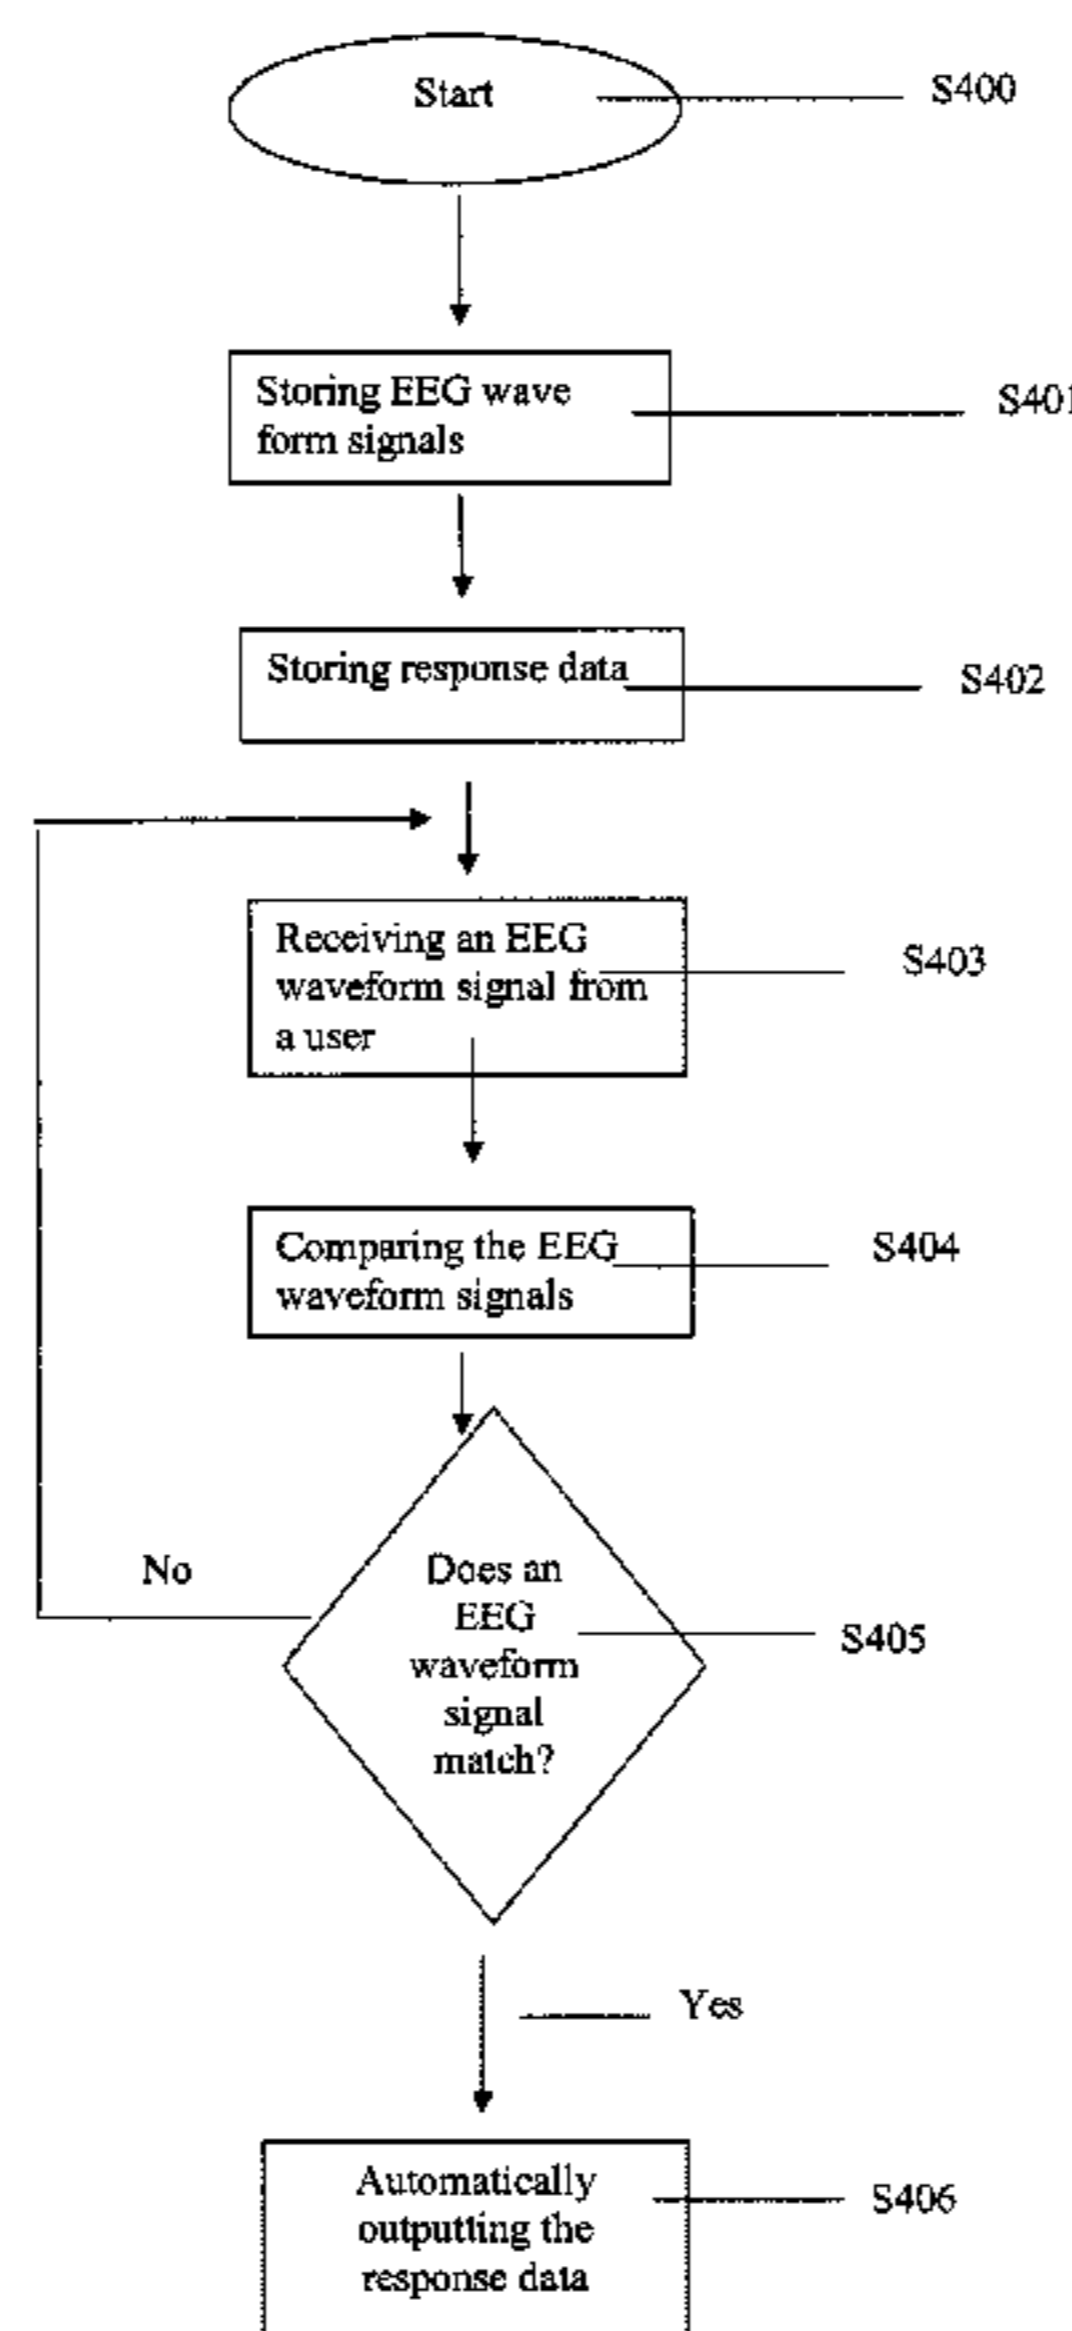 Start
S400
Storing EEG wave
form signals
S401
Storing response data
S402
Receiving an EEG
waveform signal from
a user
S403
Comparing the EEG
waveform signals
S404
No
Does an
EEG
waveform
signal
match?
S405
Yes
Automatically
outputting the
response data
S406